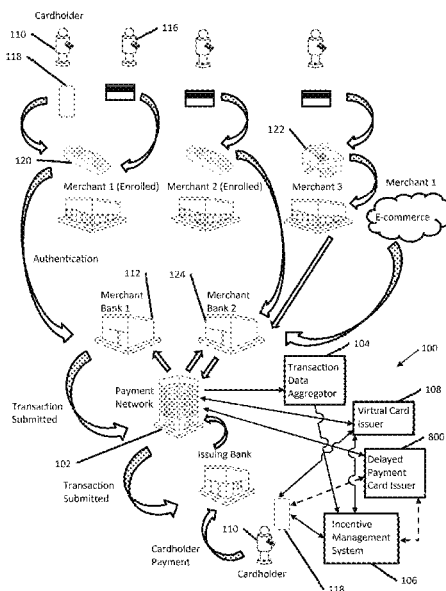 Cardholder
110
116
118
122
120
Merchant 1 (Enrolled)
Merchant 2 (Enrolled)
Merchant 3
Merchant 1
E-commerce
Authentication
112
124
Merchant
Bank 1
Merchant
Bank 2
104
100
Transaction
Data
Aggregator
108
Payment
Network
Virtual Card
issuer
Transaction
Submitted
800
102
Issuing Bank
Delayed
Payment
Card Issuer
Transaction
Submitted
110
Incentive
Management
System
Cardholder
Payment
Cardholder
118
106